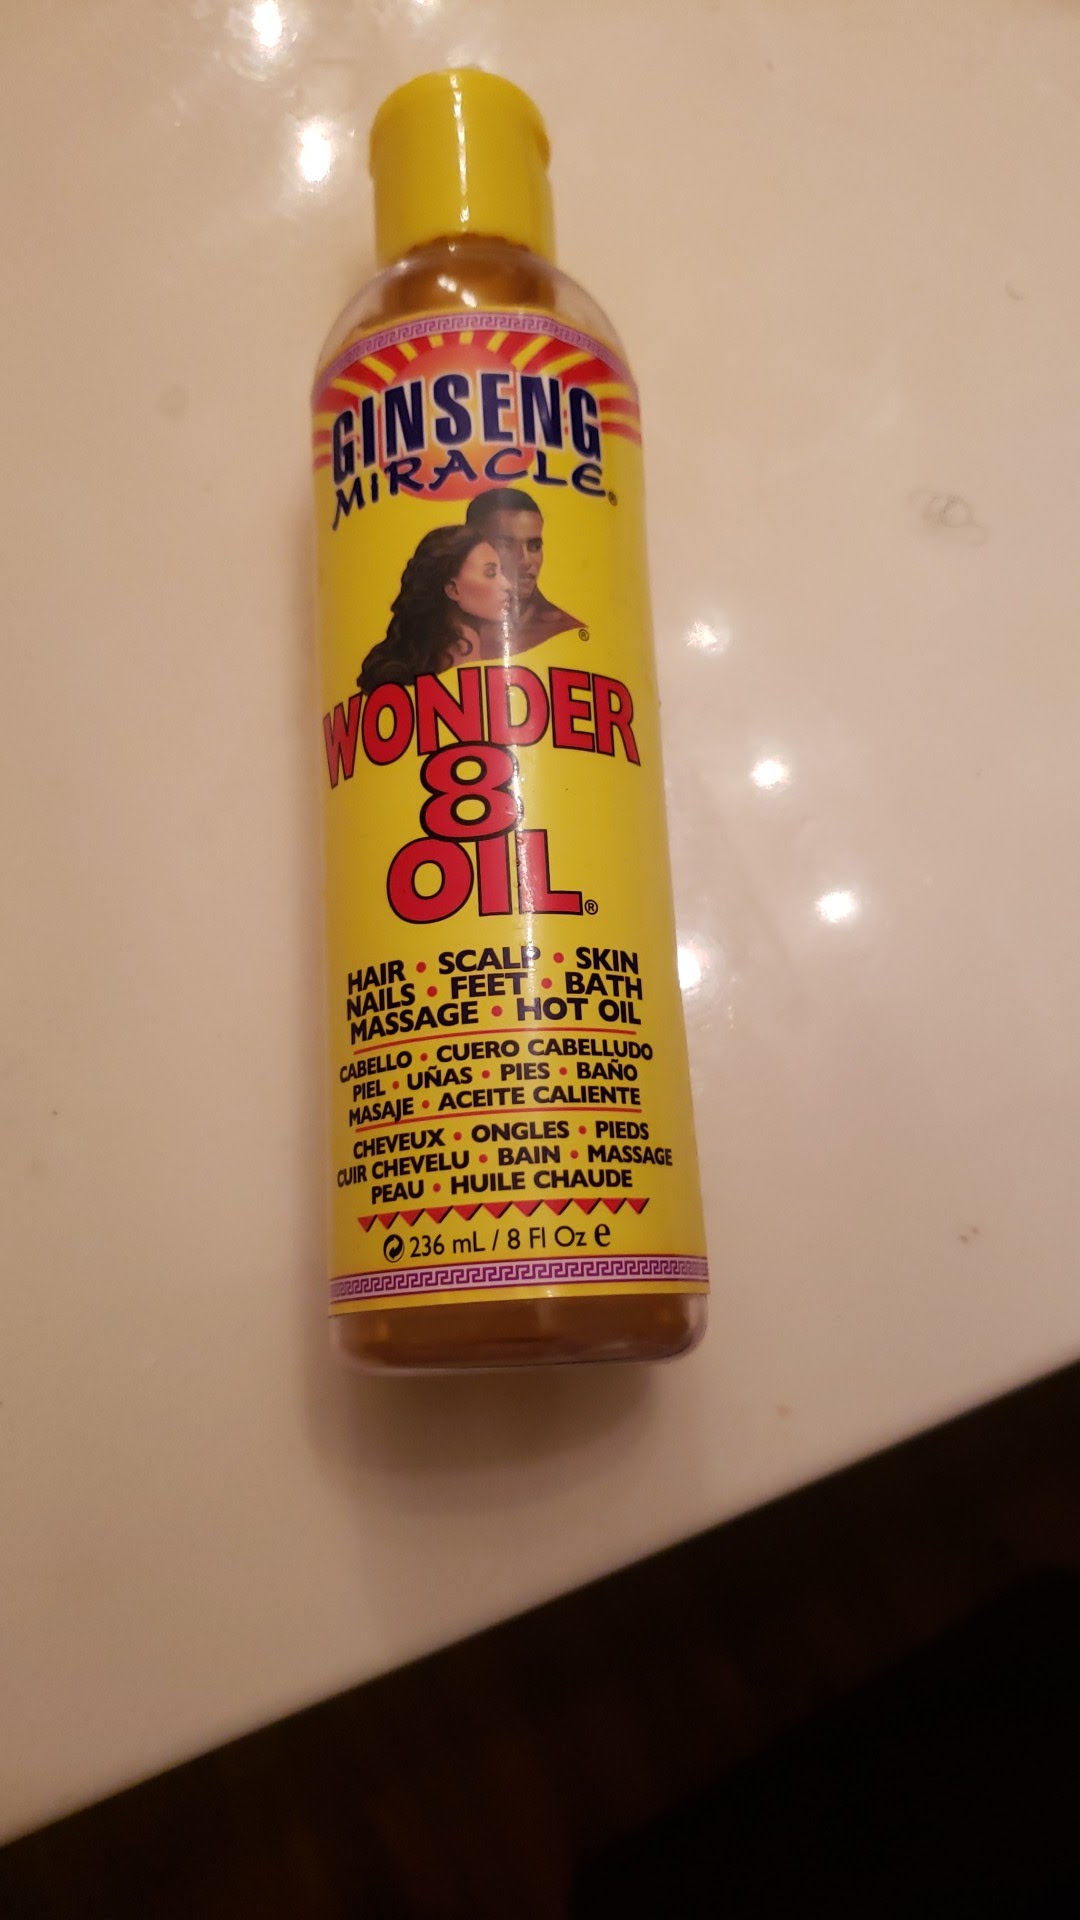 GINSENG
MIRACLE®
®
WONDER
8
OIL®
HAIR • SCALP • SKIN
NAILS • FEET • BATH
MASSAGE • HOT OIL
CABELLO • CUERO CABELLUDO
PIEL • UÑAS • PIES • BAÑO
MASAJE • ACEITE CALIENTE
CHEVEUX • ONGLES • PIEDS
CUIR CHEVELU • BAIN • MASSAGE
PEAU • HUILE CHAUDE
236 mL / 8 Fl Oz e